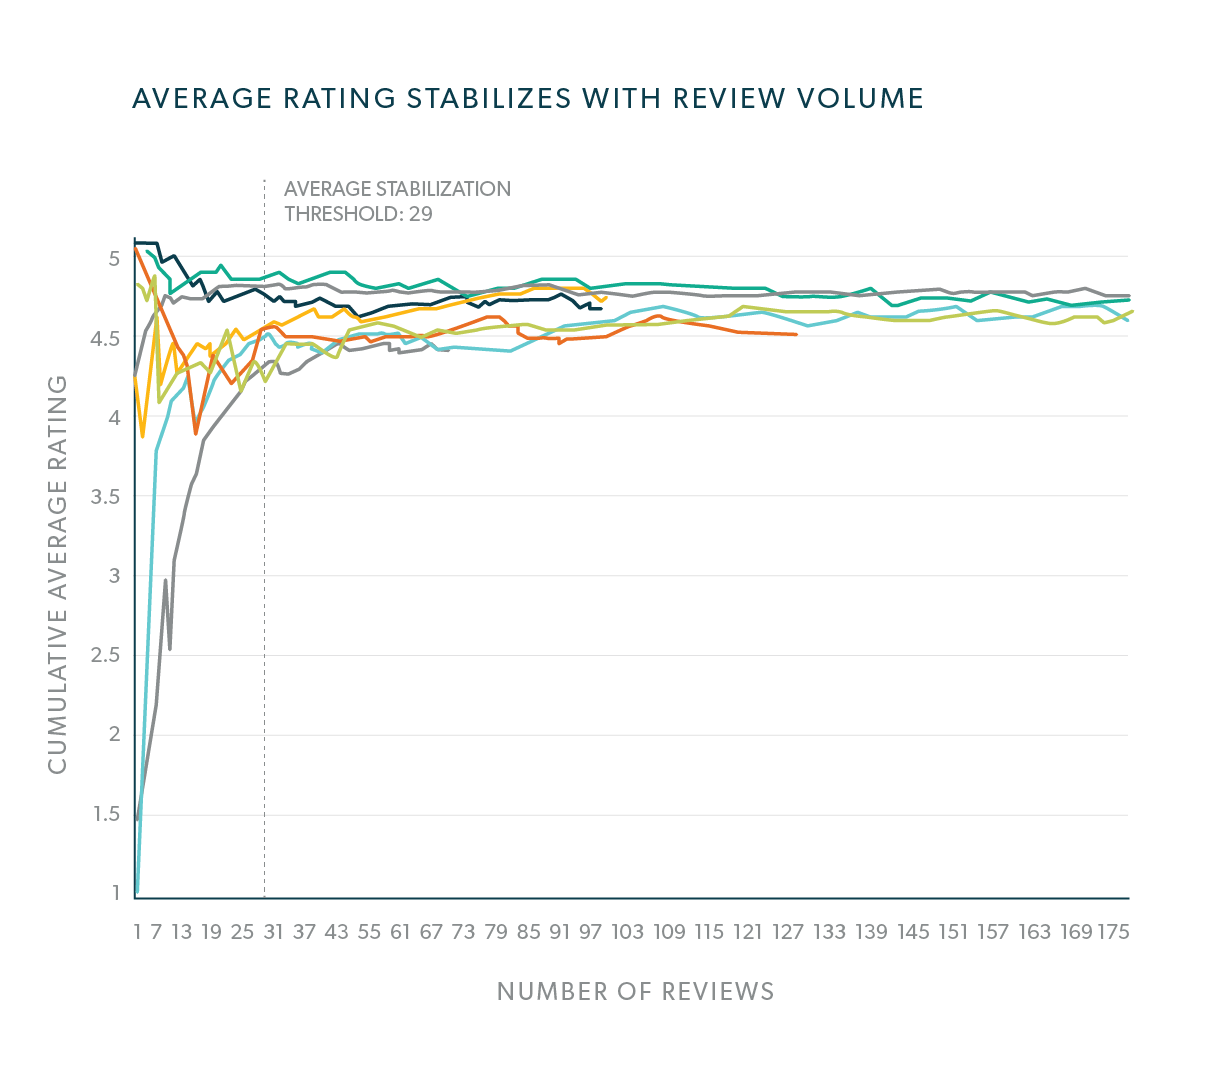 AVERAGE RATING STABILIZES WITH REVIEW VOLUME
AVERAGE STABILIZATION
THRESHOLD: 29
5
4.5
4
3.5
3
2.5
2
1.5
1
CUMULATIVE AVERAGE RATING
1 7 13 19 25 31 37 43 55 61 67 73 79 85 91 97 103 109 115 121 127 133 139 145 151 157 163 169 175
NUMBER OF REVIEWS